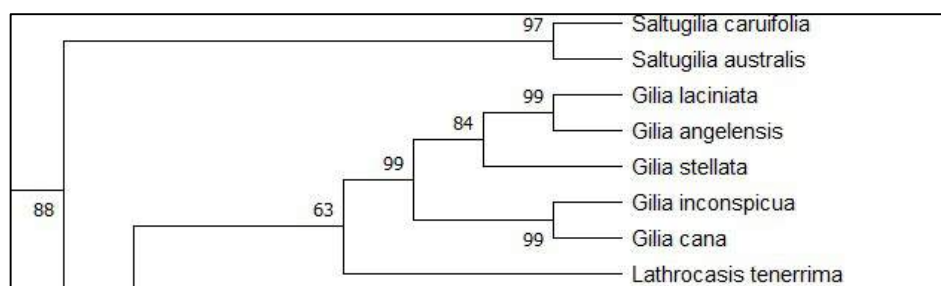 97
Saltugilia caruifolia
Saltugilia australis
99
Gilia laciniata
84
Gilia angelensis
99
Gilia stellata
88
63
Gilia inconspicua
99
Gilia cana
Lathrocasis tenerrima